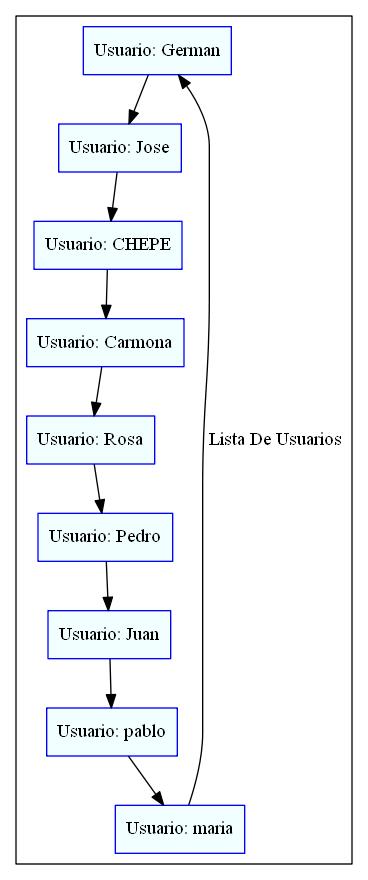 Usuario: German
Usuario: Jose
Usuario: CHEPE
Usuario: Carmona
Usuario: Rosa
Lista De Usuarios
Usuario: Pedro
Usuario: Juan
Usuario: pablo
Usuario: maria